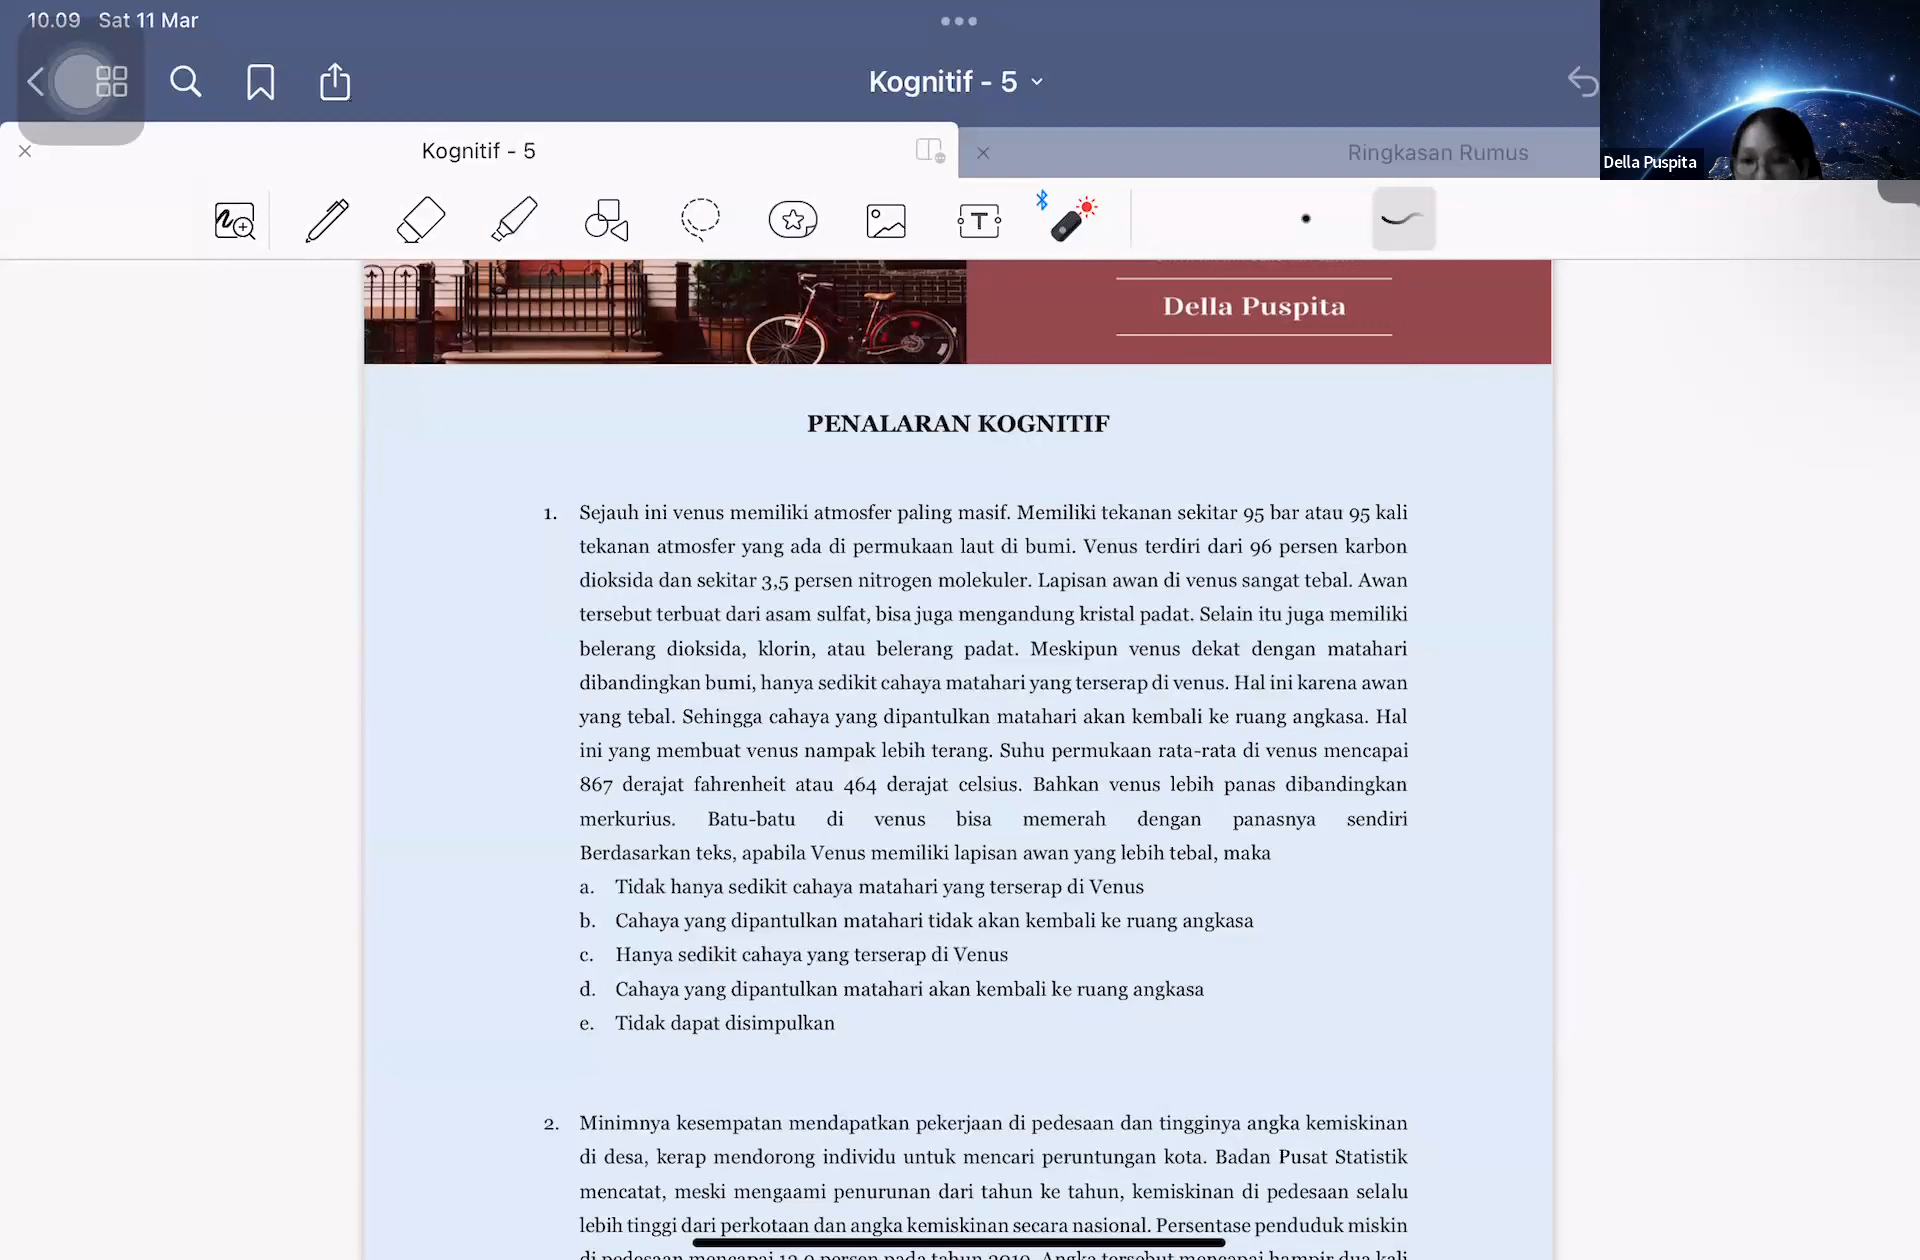 10.09 Sat 11 Mar
Kognitif - 5
Kognitif - 5
Ringkasan Rumus
Della Puspita
T
Della Puspita
PENALARAN KOGNITIF
1. Sejauh ini venus memiliki atmosfer paling masif. Memiliki tekanan sekitar 95 bar atau 95 kali
tekanan atmosfer yang ada di permukaan laut di bumi. Venus terdiri dari 96 persen karbon
dioksida dan sekitar 3,5 persen nitrogen molekuler. Lapisan awan di venus sangat tebal. Awan
tersebut terbuat dari asam sulfat, bisa juga mengandung kristal padat. Selain itu juga memiliki
belerang dioksida, klorin, atau belerang padat. Meskipun venus dekat dengan matahari
dibandingkan bumi, hanya sedikit cahaya matahari yang terserap di venus. Hal ini karena awan
yang tebal. Sehingga cahaya yang dipantulkan matahari akan kembali ke ruang angkasa. Hal
ini yang membuat venus nampak lebih terang. Suhu permukaan rata-rata di venus mencapai
867 derajat fahrenheit atau 464 derajat celsius. Bahkan venus lebih panas dibandingkan
merkurius. Batu-batu di venus bisa memerah dengan panasnya sendiri
Berdasarkan teks, apabila Venus memiliki lapisan awan yang lebih tebal, maka
a. Tidak hanya sedikit cahaya matahari yang terserap di Venus
b. Cahaya yang dipantulkan matahari tidak akan kembali ke ruang angkasa
c. Hanya sedikit cahaya yang terserap di Venus
d. Cahaya yang dipantulkan matahari akan kembali ke ruang angkasa
e. Tidak dapat disimpulkan
2. Minimnya kesempatan mendapatkan pekerjaan di pedesaan dan tingginya angka kemiskinan
di desa, kerap mendorong individu untuk mencari peruntungan kota. Badan Pusat Statistik
mencatat, meski mengaami penurunan dari tahun ke tahun, kemiskinan di pedesaan selalu
lebih tinggi dari perkotaan dan angka kemiskinan secara nasional. Persentase penduduk miskin
di pedesaan mencapai persen pada tahun 2019. Angka tersebut mencapai hampir dua kali